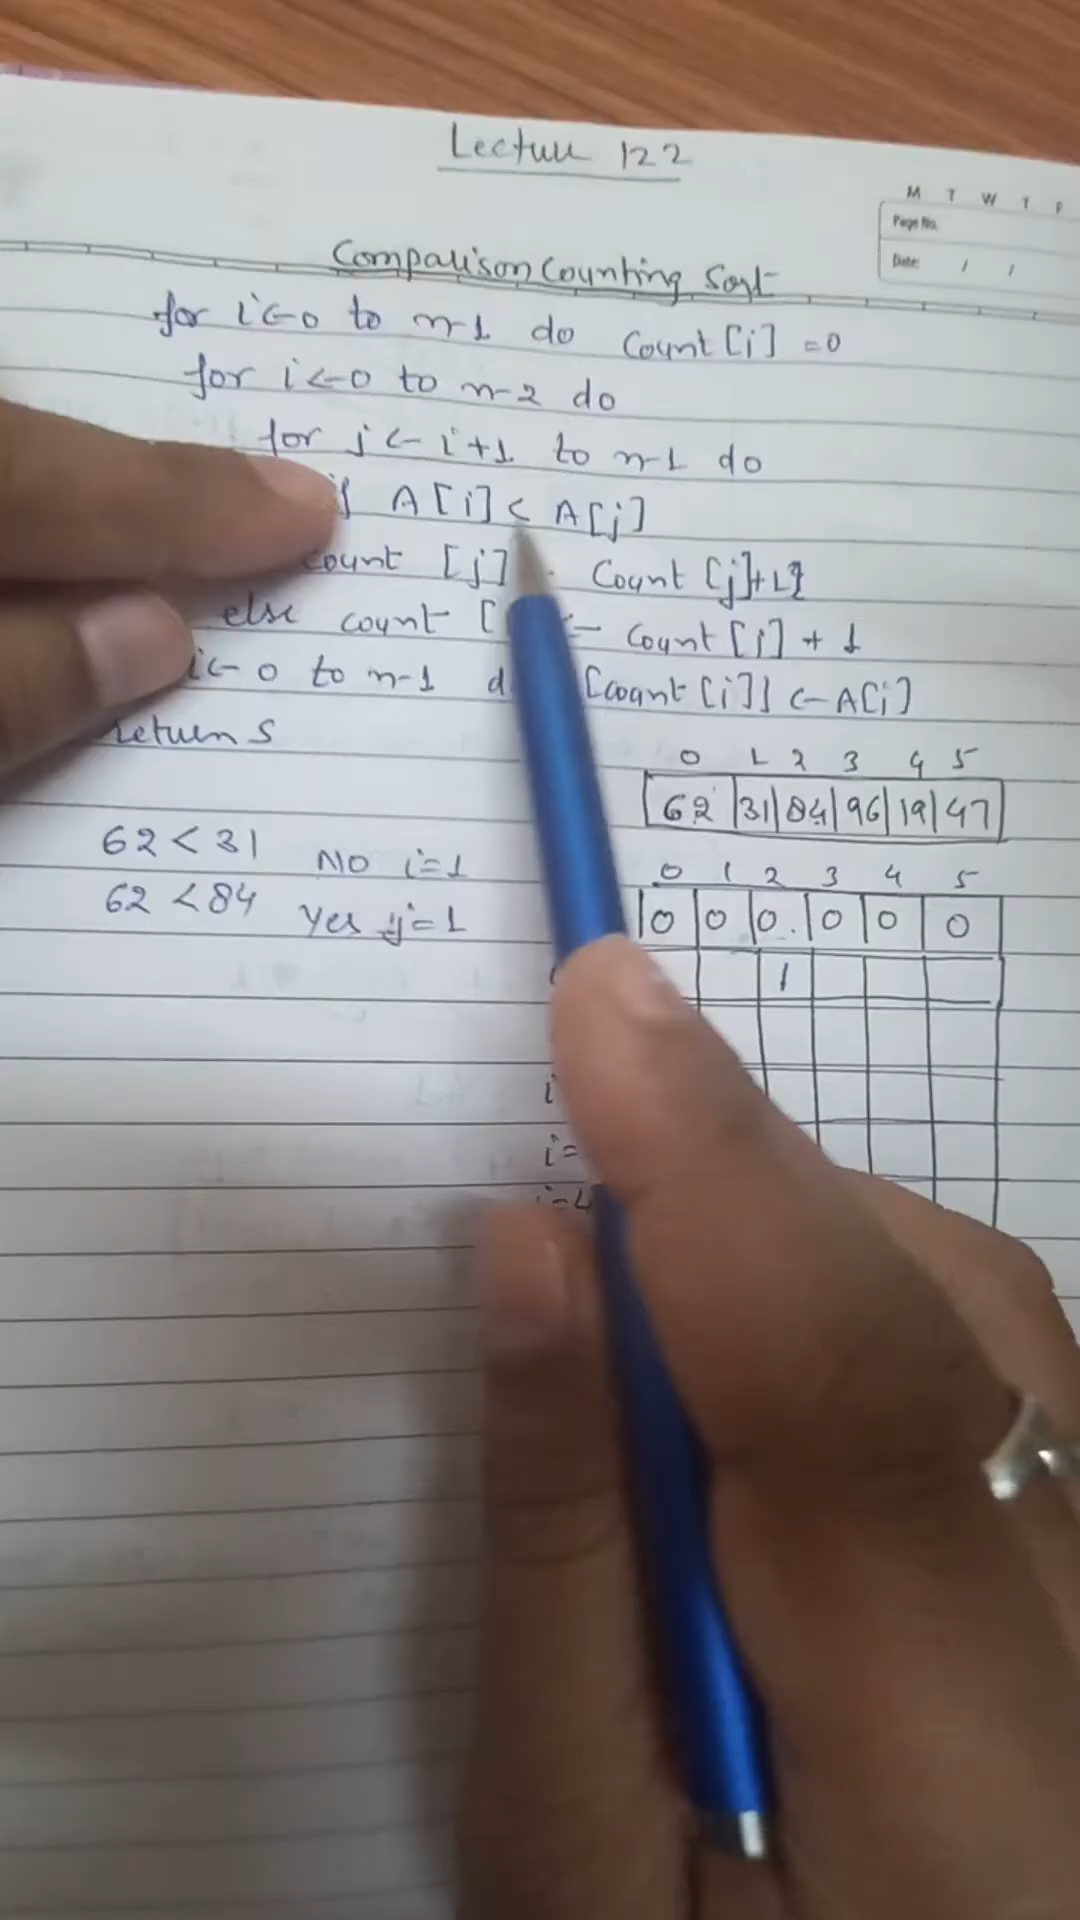 Lecture 122
M T W T F
Page No.
Date: / /
Comparison Counting Sort
for i<-0 to n-1 do Count[i] =0
for i<-0 to n-2 do
for j<-i+1 to n-1 do
if A[i]< A[j]
count [j] Count [j]+1}
else count [ <- Count[i] + 1
i<-0 to n-1 d [Count[i]] <-A[i]
return S
0 1 2 3 4 5
62 31 84 96 19 47
62 < 31 NO i=1
0 1 2 3 4 5
62 < 84 Yes j=1
0 0 0 0 0 0
1
i
i=
i=4